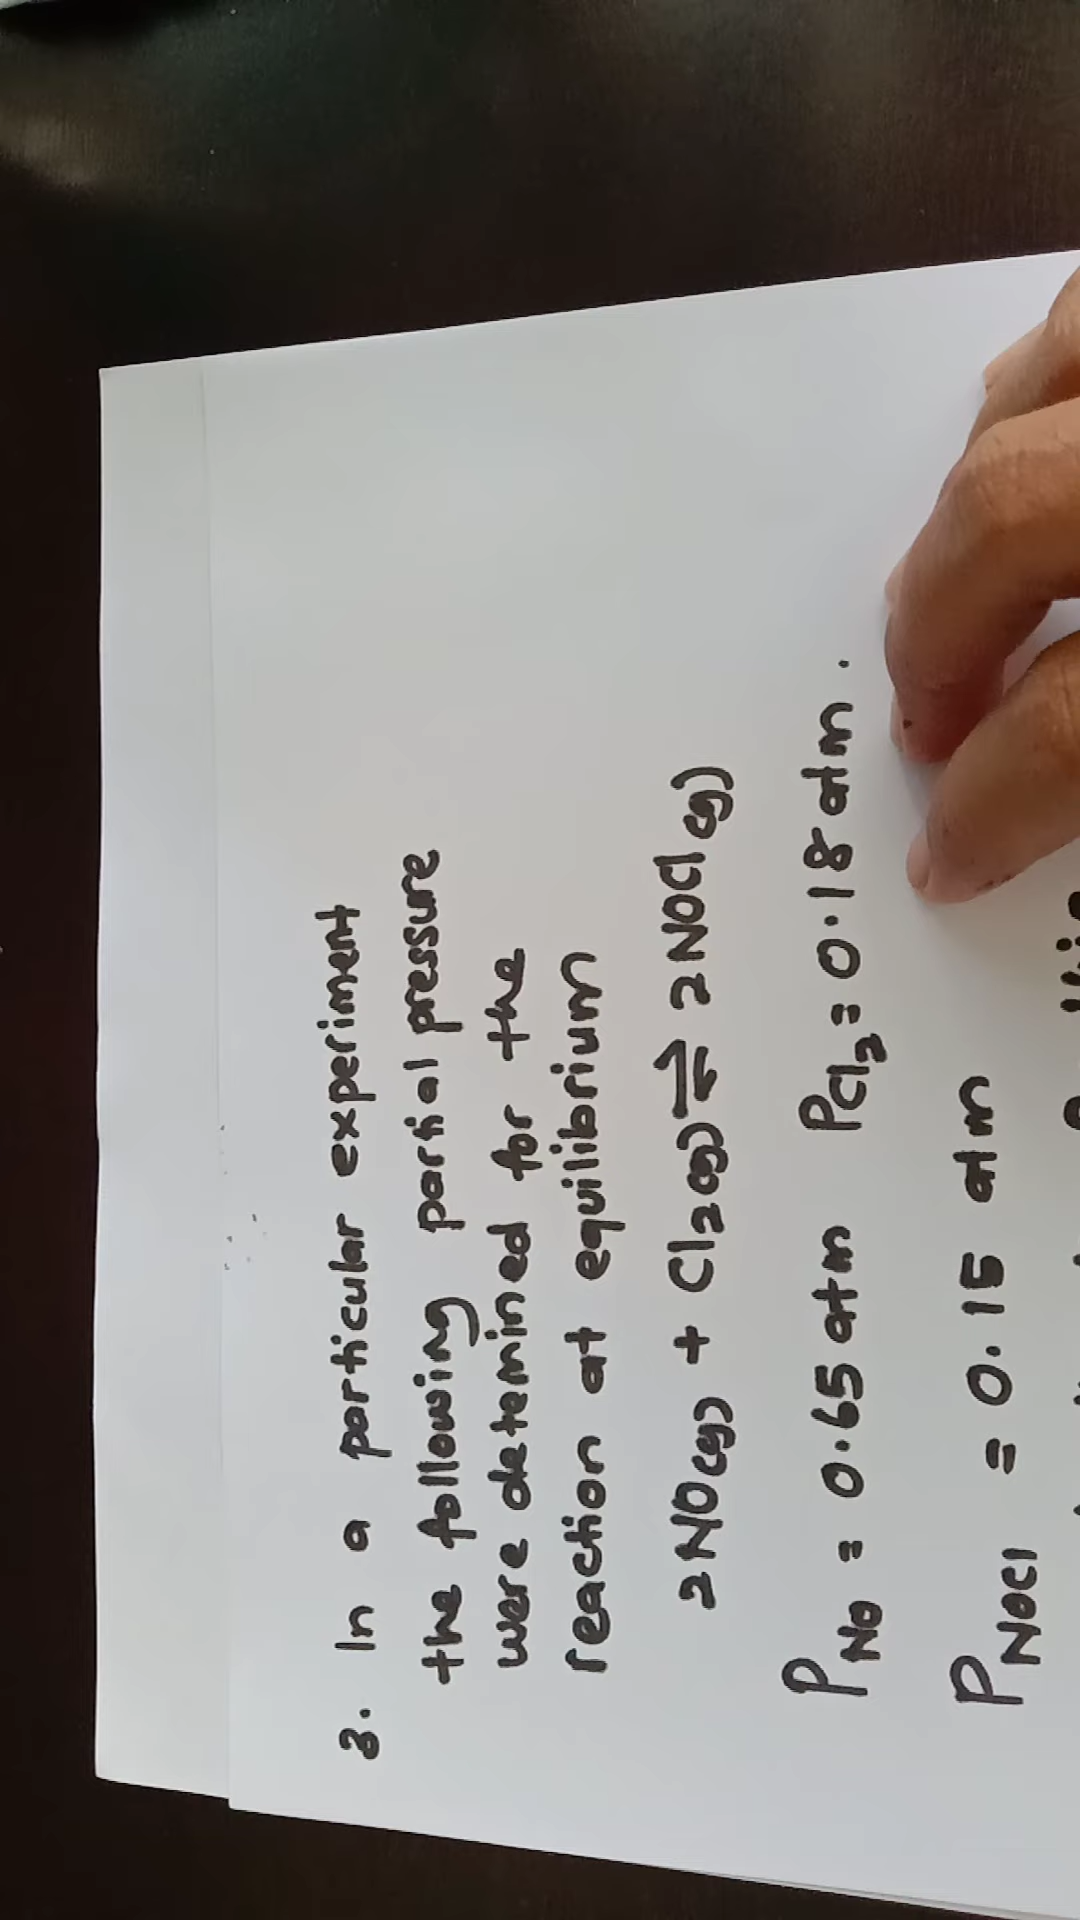 3. In a particular experiment
the following partial pressure
were detemined for the
reaction at equilibrium
2NO(g) + Cl2(g) ⇌ 2NOCl(g)
PNO = 0.65 atm PCl2 = 0.18 atm.
PNOCl = 0.15 atm